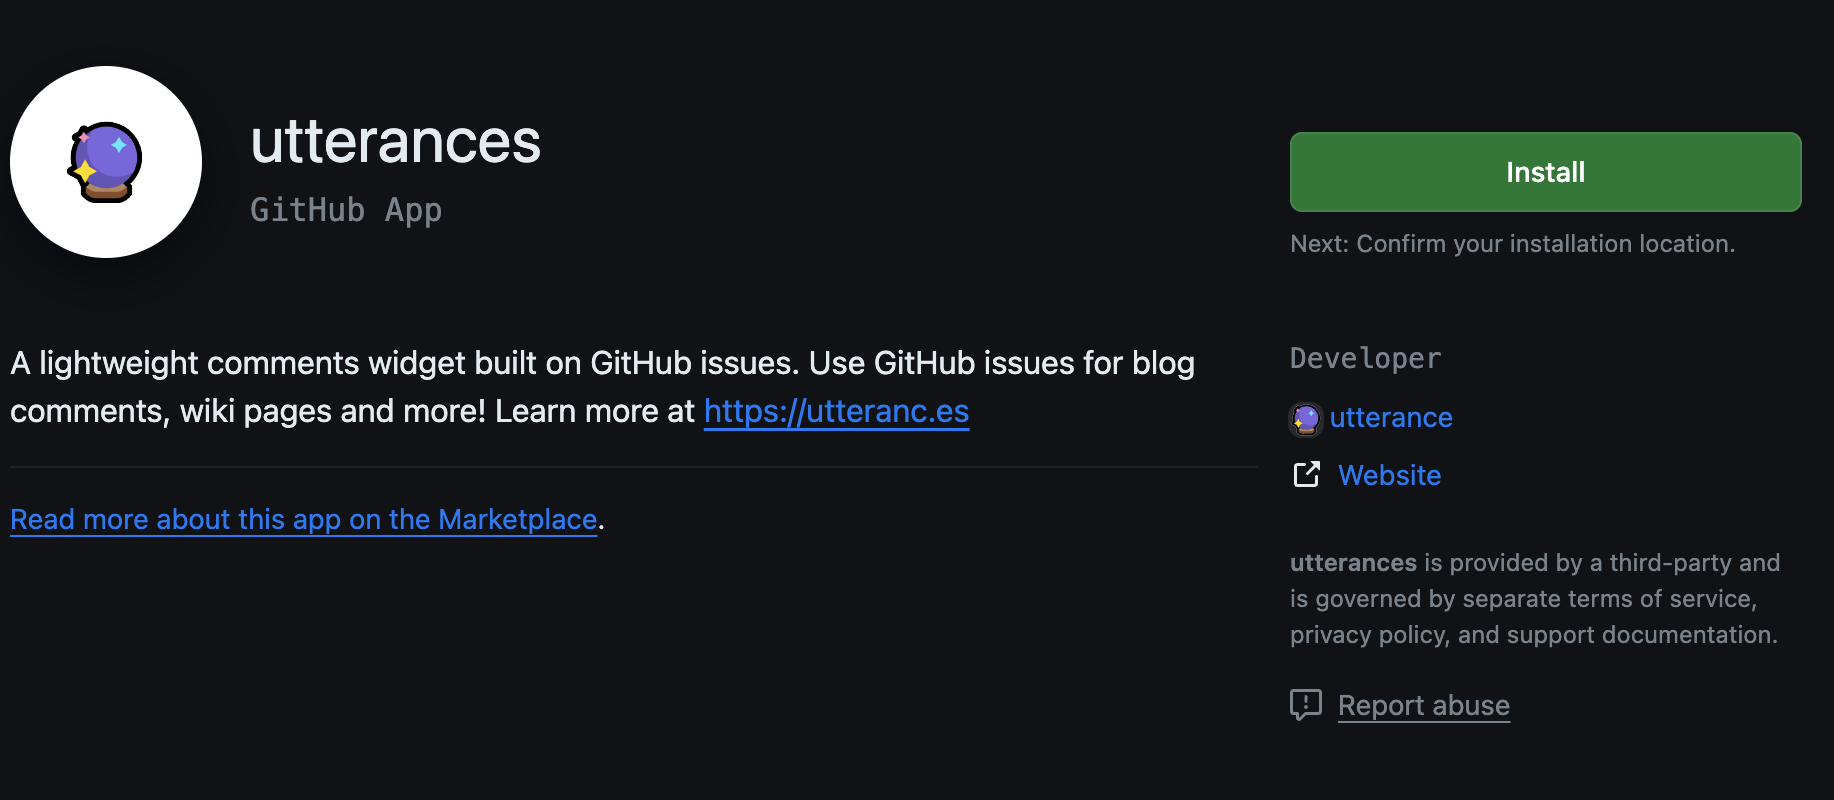 utterances
GitHub App
Install
Next: Confirm your installation location.
A lightweight comments widget built on GitHub issues. Use GitHub issues for blog
comments, wiki pages and more! Learn more at https://utteranc.es
Read more about this app on the Marketplace.
Developer
utterance
Website
utterances is provided by a third-party and
is governed by separate terms of service,
privacy policy, and support documentation.
Report abuse